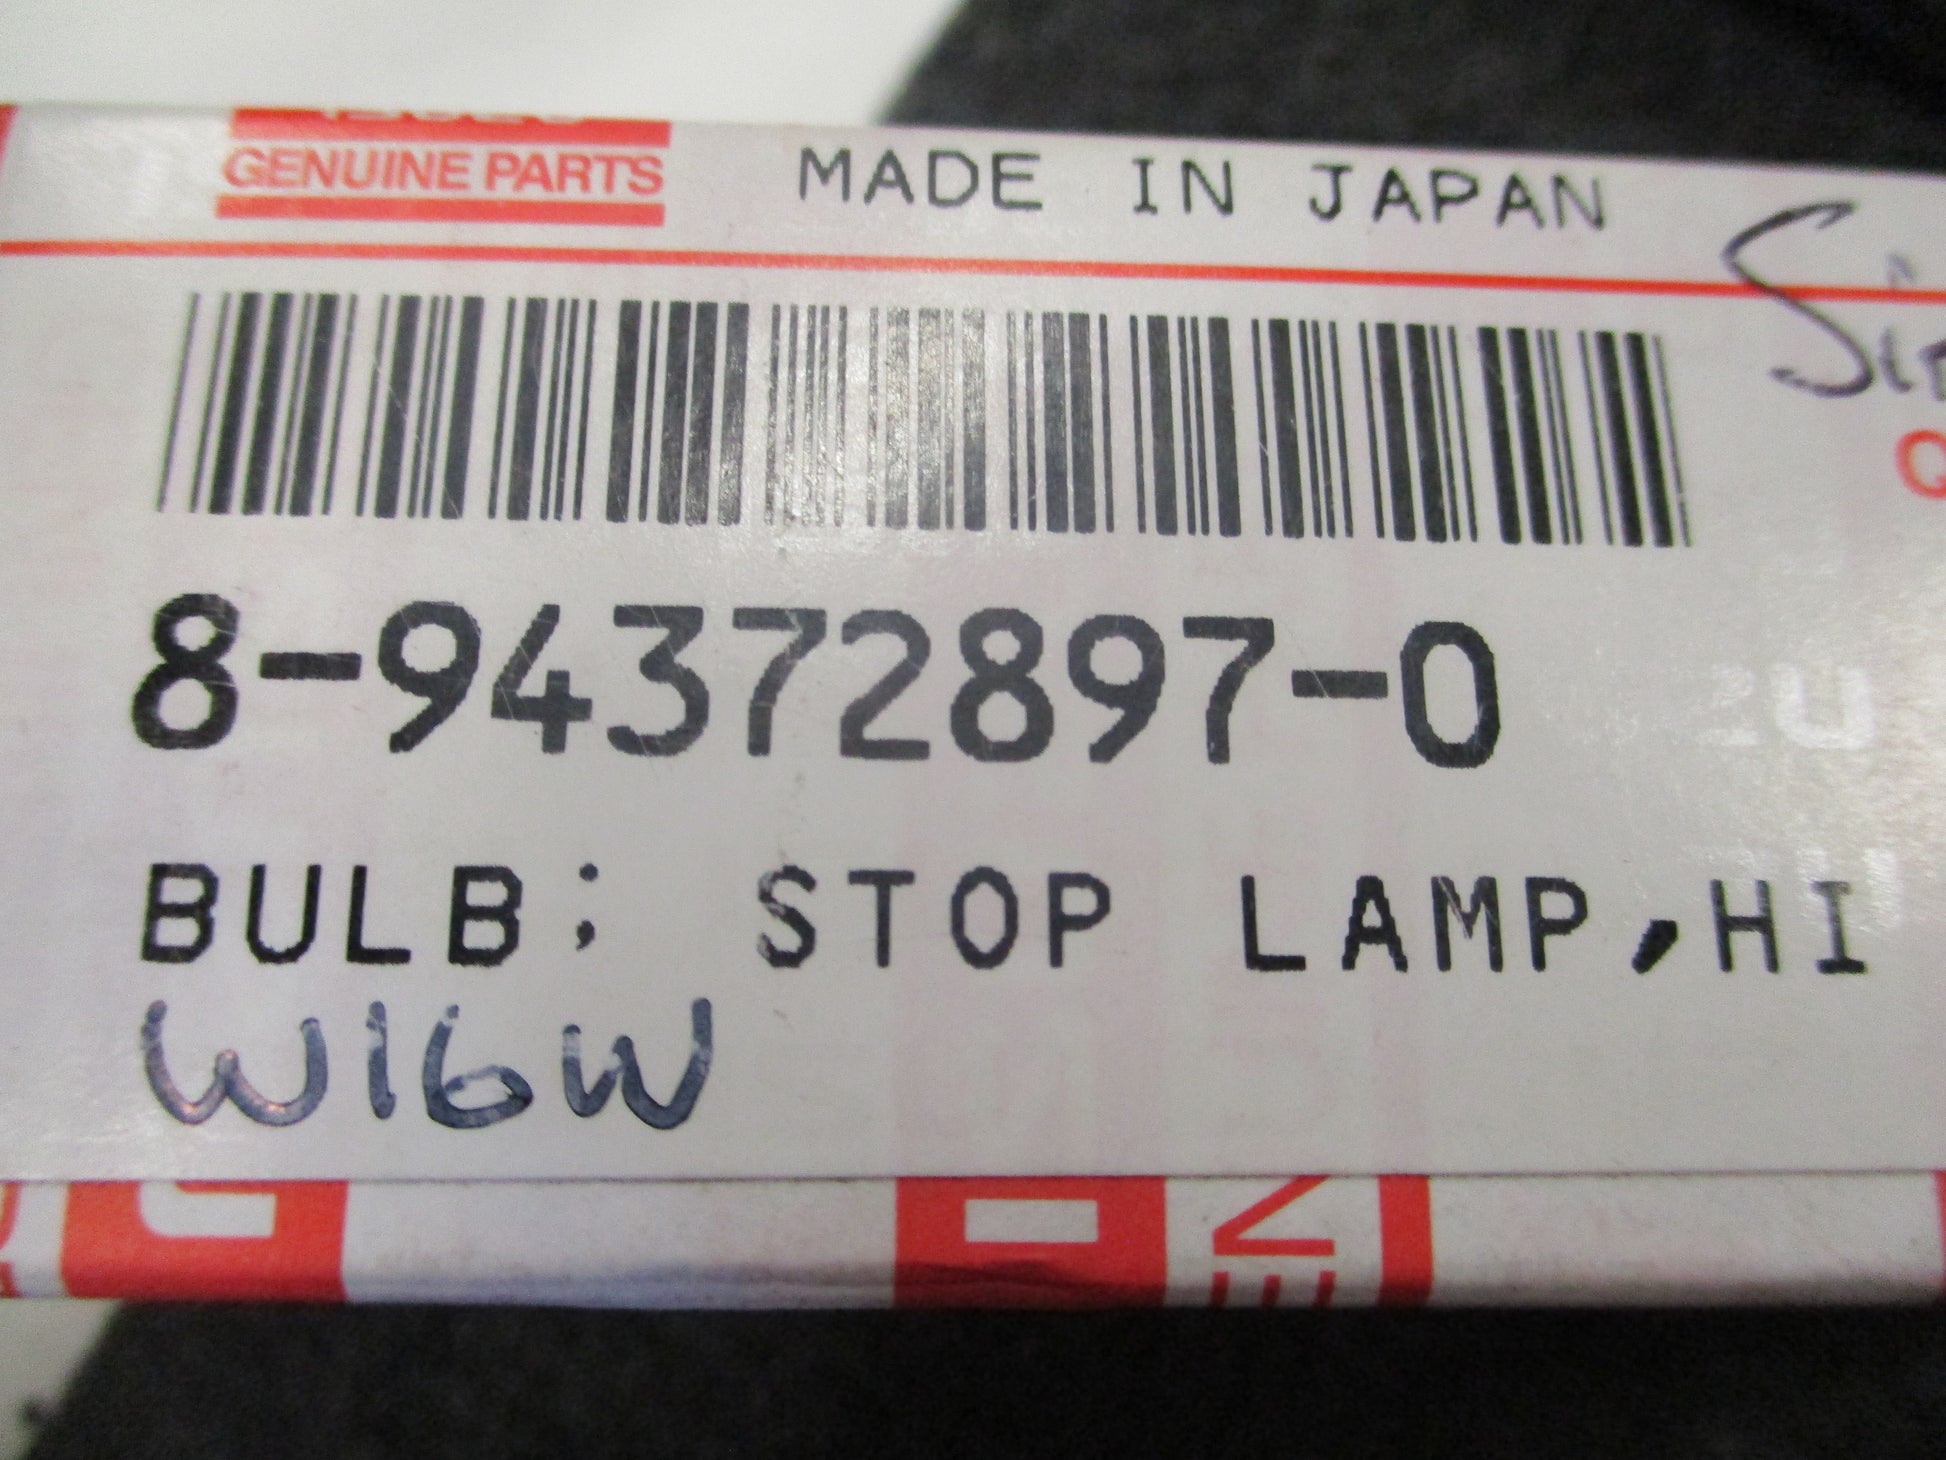 GENUINE PARTS
MADE IN JAPAN
8-94372897-0
BULB; STOP LAMP,HI
W16W